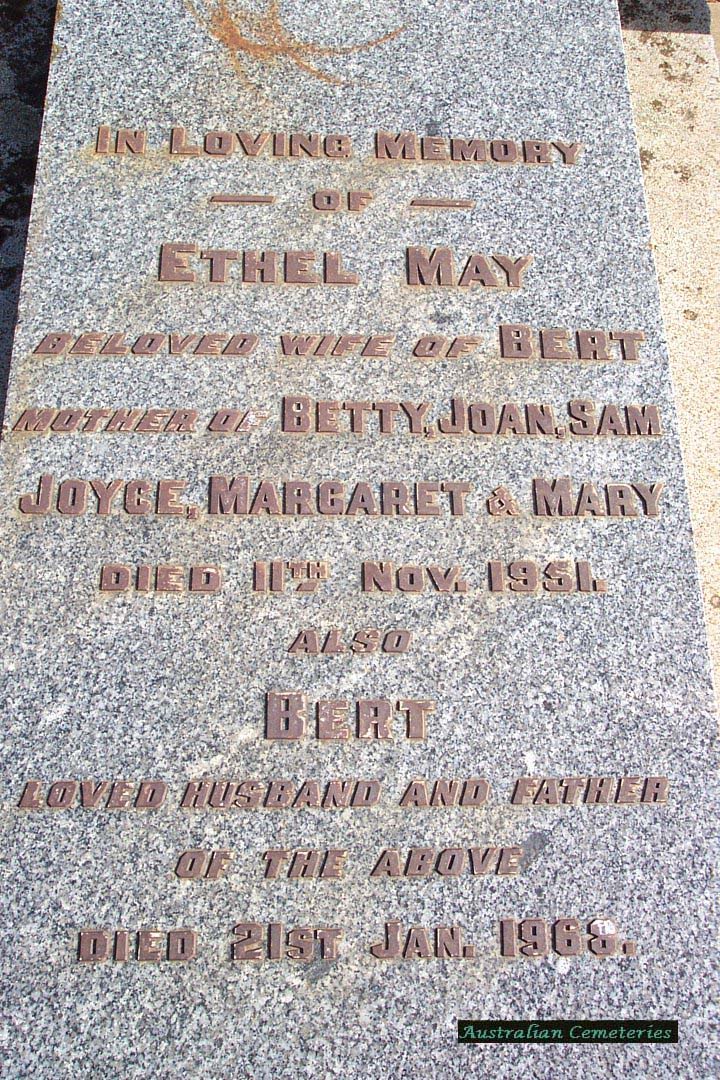 IN LOVING MEMORY
— OF —
ETHEL MAY
BELOVED WIFE OF BERT
MOTHER OF BETTY, JOAN, SAM
JOYCE, MARGARET & MARY
DIED 11TH NOV. 1951.
ALSO
BERT
LOVED HUSBAND AND FATHER
OF THE ABOVE
DIED 21ST JAN. 1968.
Australian Cemeteries